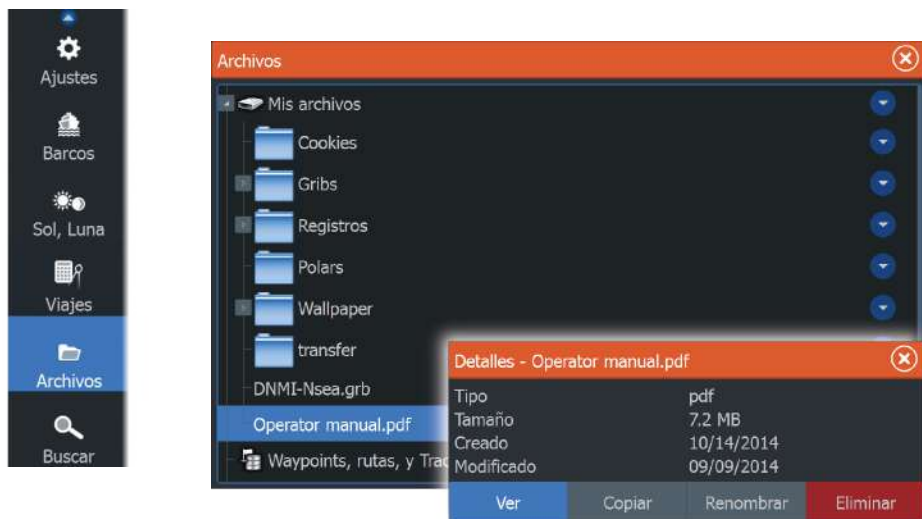 Ajustes
Barcos
Sol, Luna
Viajes
Archivos
Buscar
Archivos
Mis archivos
Cookies
Gribs
Registros
Polars
Wallpaper
transfer
DNMI-Nsea.grb
Operator manual.pdf
Waypoints, rutas, y
Detalles - Operator manual.pdf
Tipo pdf
Tamaño 7.2 MB
Creado 10/14/2014
Modificado 09/09/2014
Ver Copiar Renombrar Eliminar